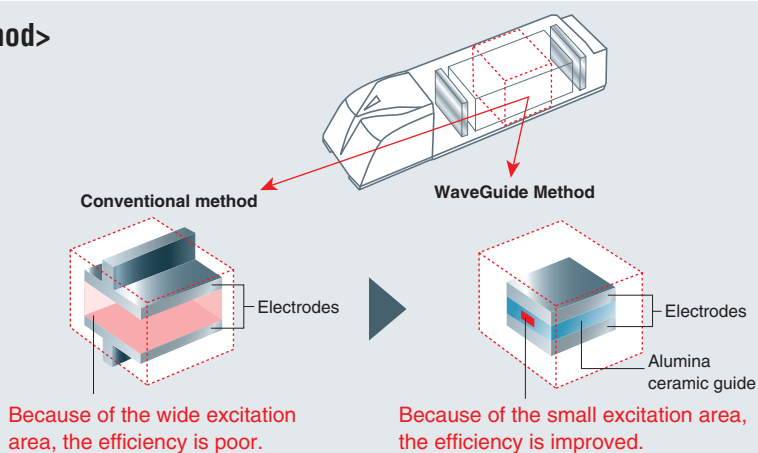 od>
Conventional method
WaveGuide Method
Electrodes
Electrodes
Alumina
ceramic guide
Because of the wide excitation
area, the efficiency is poor.
Because of the small excitation area,
the efficiency is improved.